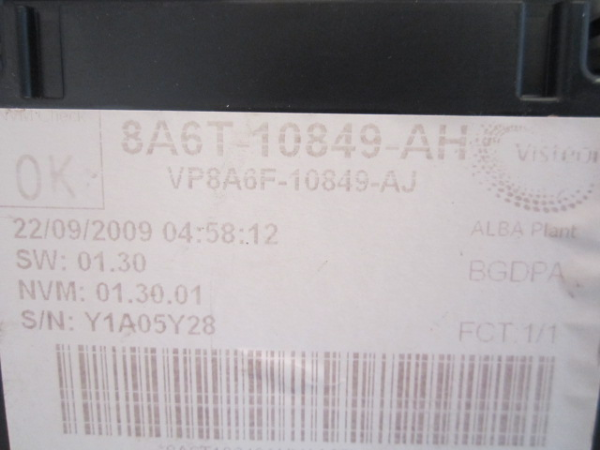 8A6T-10849-AH
VP8A6F-10849-AJ
Visteon
OK
22/09/2009 04:58:12
ALBA Plant
SW: 01.30
BGDPA
NVM: 01.30.01
S/N: Y1A05Y28
FCT 1/1